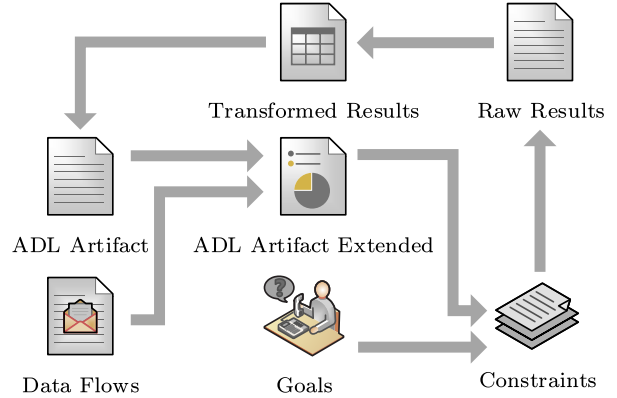 Transformed Results
Raw Results
ADL Artifact
ADL Artifact Extended
?
Data Flows
Goals
Constraints